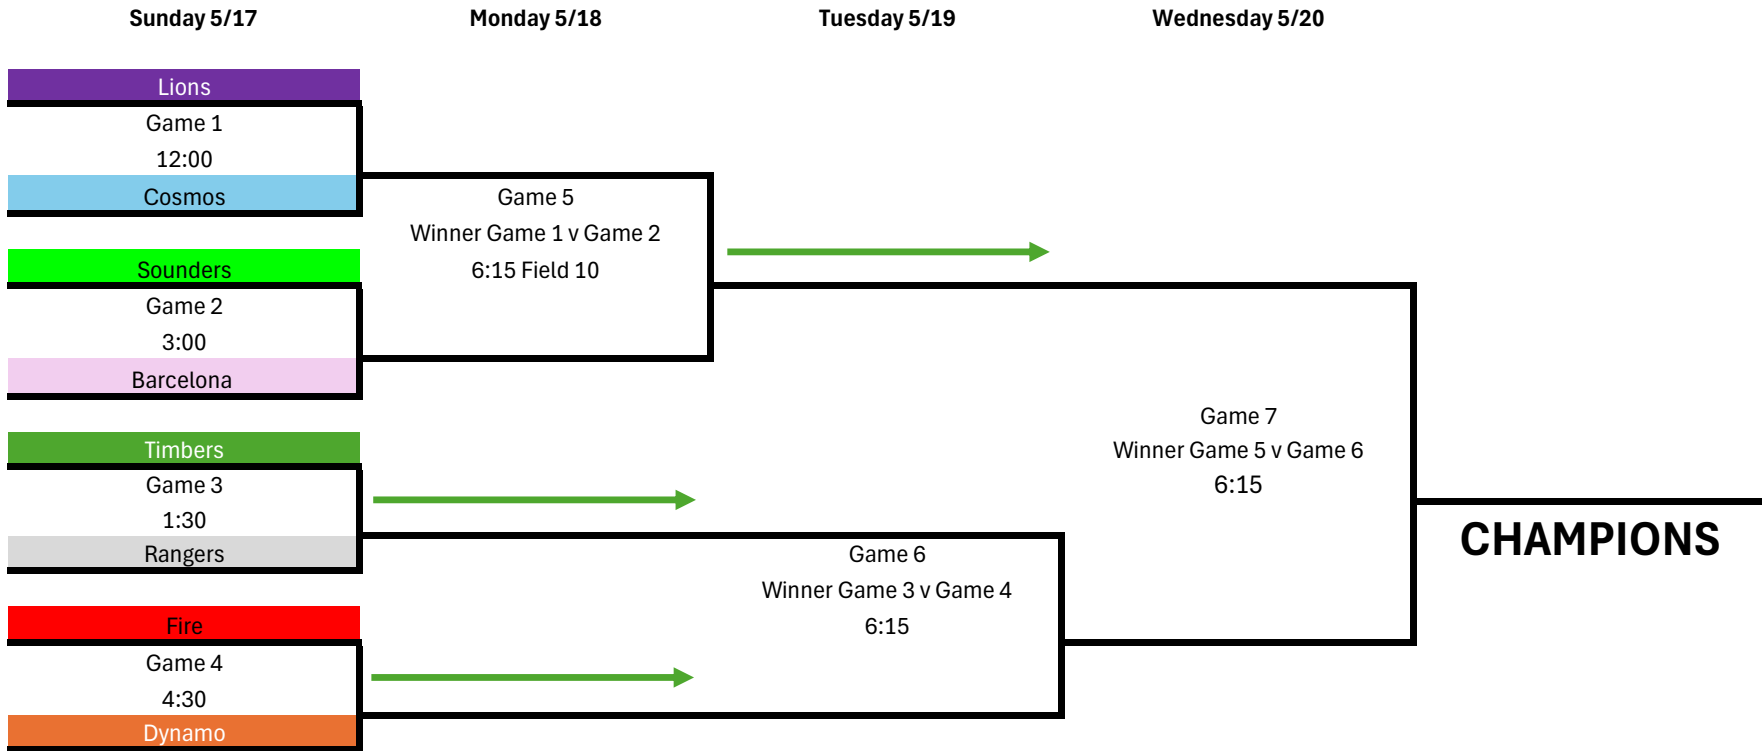 Sunday 5/17
Monday 5/18
Tuesday 5/19
Wednesday 5/20
Lions
Game 1
12:00
Cosmos
Sounders
Game 2
3:00
Barcelona
Timbers
Game 3
1:30
Rangers
Fire
Game 4
4:30
Dynamo
Game 5
Winner Game 1 v Game 2
6:15 Field 10
Game 6
Winner Game 3 v Game 4
6:15
Game 7
Winner Game 5 v Game 6
6:15
CHAMPIONS